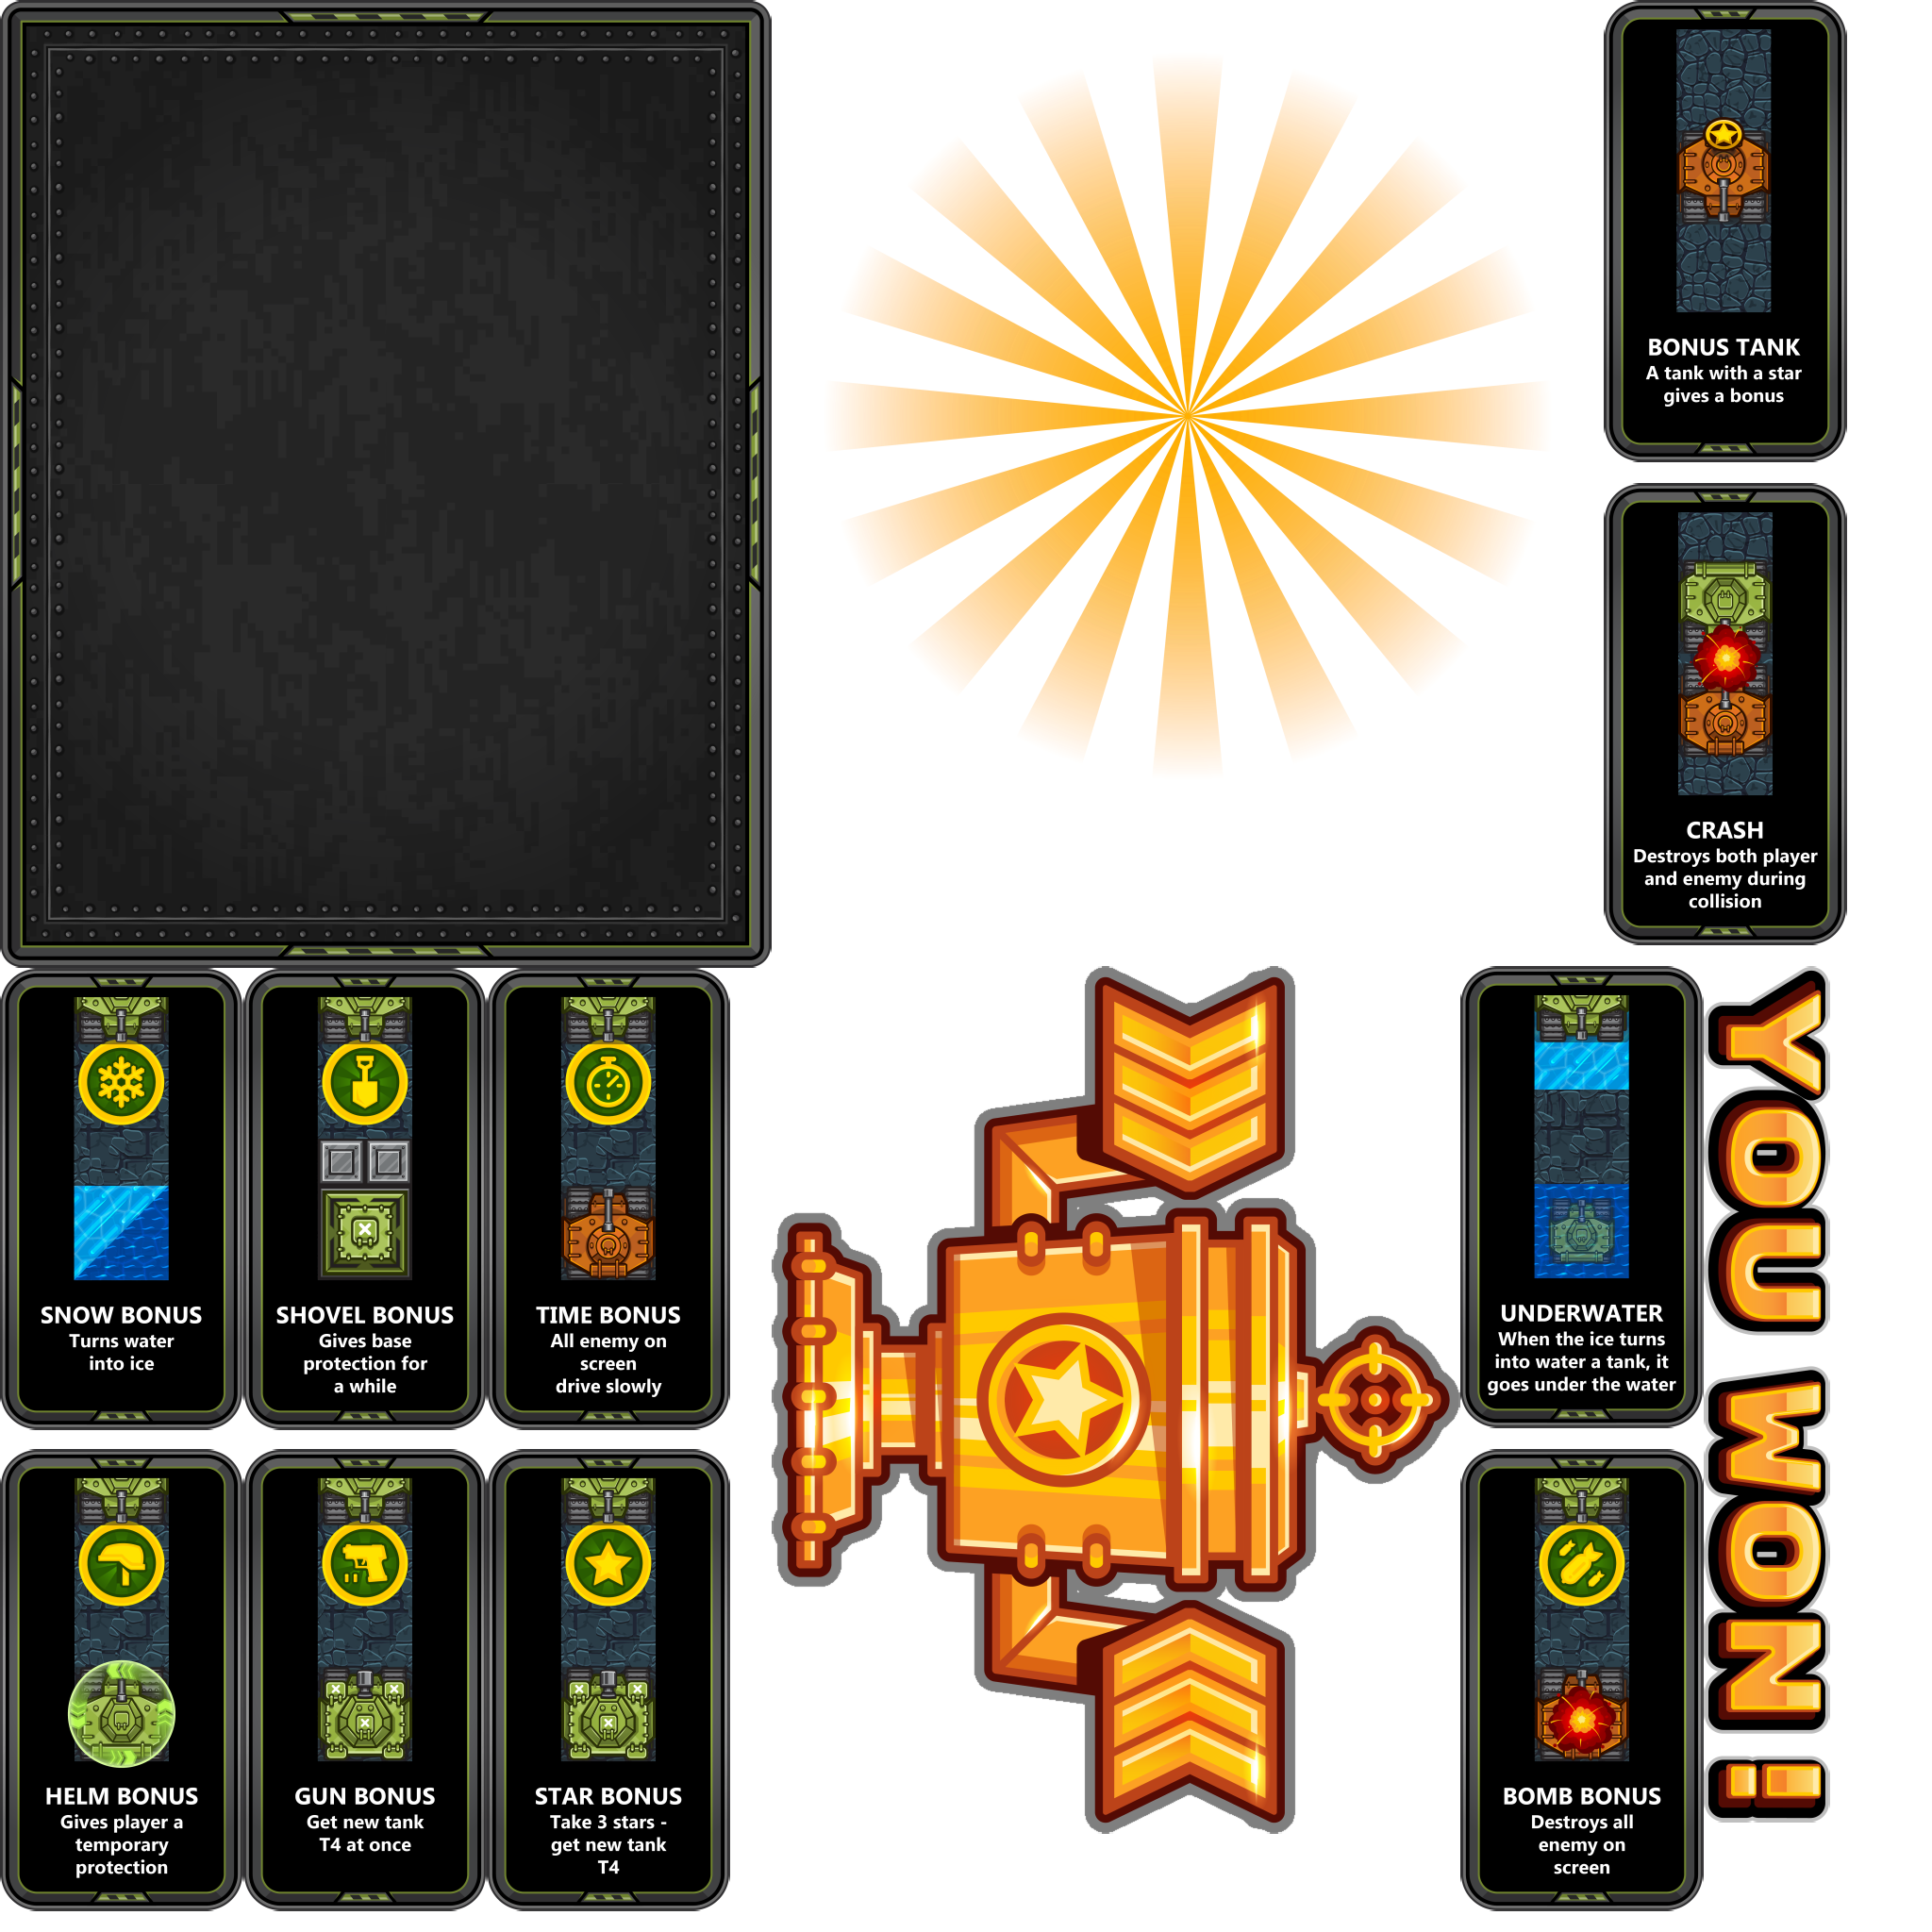 BONUS TANK
A tank with a star
gives a bonus
CRASH
Destroys both player
and enemy during
collision
SNOW BONUS
Turns water
into ice
SHOVEL BONUS
Gives base
protection for
a while
TIME BONUS
All enemy on
screen
drive slowly
UNDERWATER
When the ice turns
into water a tank, it
goes under the water
YOU WON!
HELM BONUS
Gives player a
temporary
protection
GUN BONUS
Get new tank
T4 at once
STAR BONUS
Take 3 stars -
get new tank
T4
BOMB BONUS
Destroys all
enemy on
screen